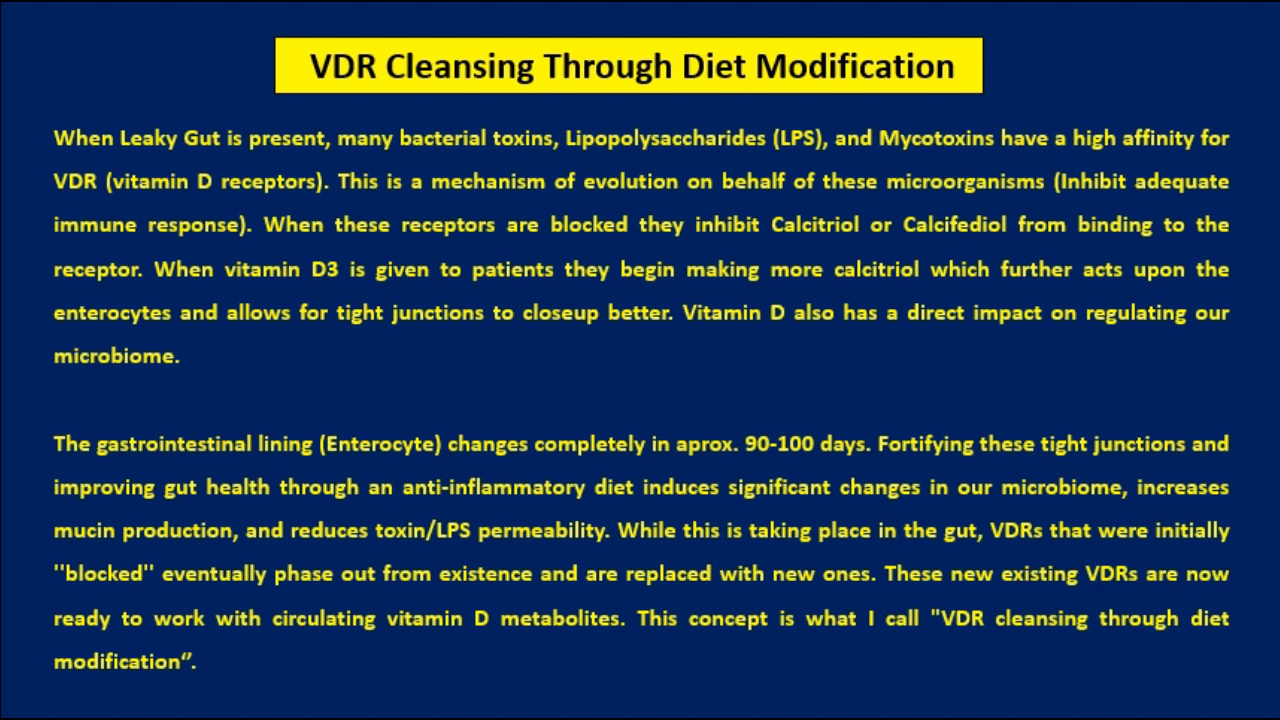 VDR Cleansing Through Diet Modification
When Leaky Gut is present, many bacterial toxins, Lipopolysaccharides (LPS), and Mycotoxins have a high affinity for
VDR (vitamin D receptors). This is a mechanism of evolution on behalf of these microorganisms (Inhibit adequate
immune response). When these receptors are blocked they inhibit Calcitriol or Calcifediol from binding to the
receptor. When vitamin D3 is given to patients they begin making more calcitriol which further acts upon the
enterocytes and allows for tight junctions to closeup better. Vitamin D also has a direct impact on regulating our
microbiome.
The gastrointestinal lining (Enterocyte) changes completely in aprox. 90-100 days. Fortifying these tight junctions and
improving gut health through an anti-inflammatory diet induces significant changes in our microbiome, increases
mucin production, and reduces toxin/LPS permeability. While this is taking place in the gut, VDRs that were initially
''blocked'' eventually phase out from existence and are replaced with new ones. These new existing VDRs are now
ready to work with circulating vitamin D metabolites. This concept is what I call "VDR cleansing through diet
modification‘’.